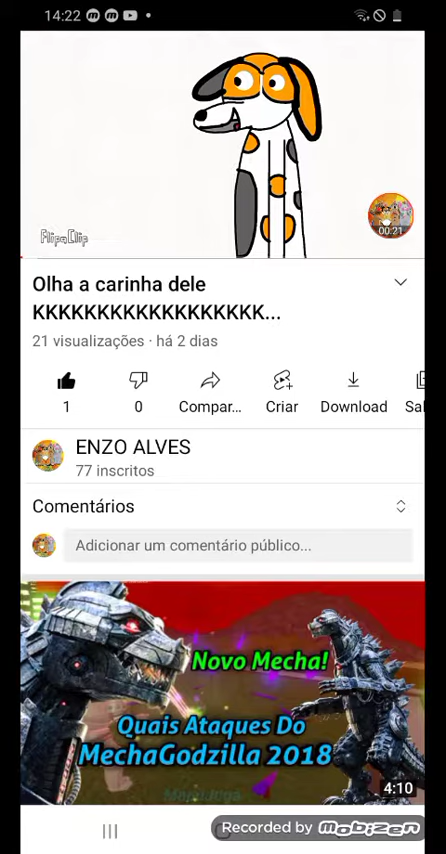 14:22
FlipaClip
00:21
Olha a carinha dele
KKKKKKKKKKKKKKKKKK...
21 visualizações · há 2 dias
1 0 Compar... Criar Download Sal
ENZO ALVES
77 inscritos
Comentários
Adicionar um comentário público...
Novo Mecha!
Quais Ataques Do
MechaGodzilla 2018
4:10
Recorded by mobizen